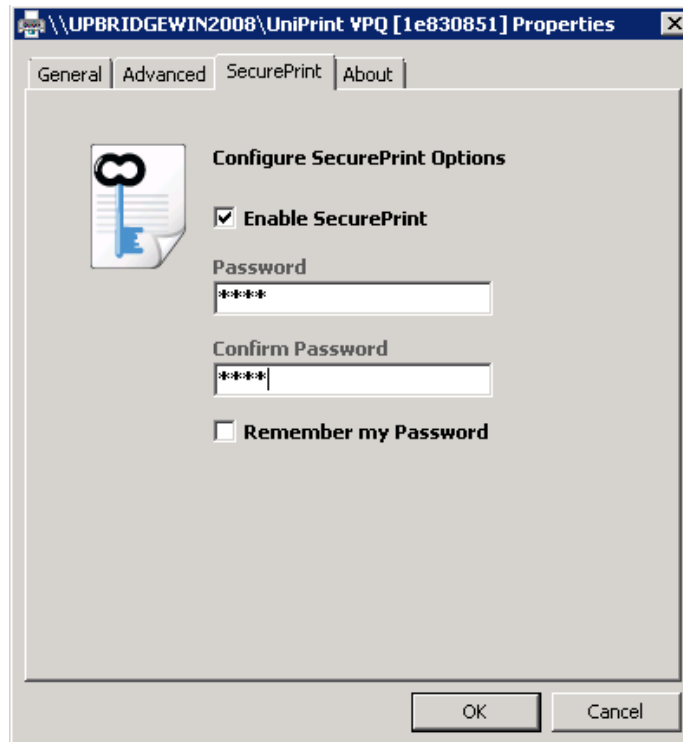 \\UPBRIDGEWIN2008\UniPrint VPQ [1e830851] Properties
General Advanced SecurePrint About
Configure SecurePrint Options
Enable SecurePrint
Password
****
Confirm Password
****
Remember my Password
OK Cancel